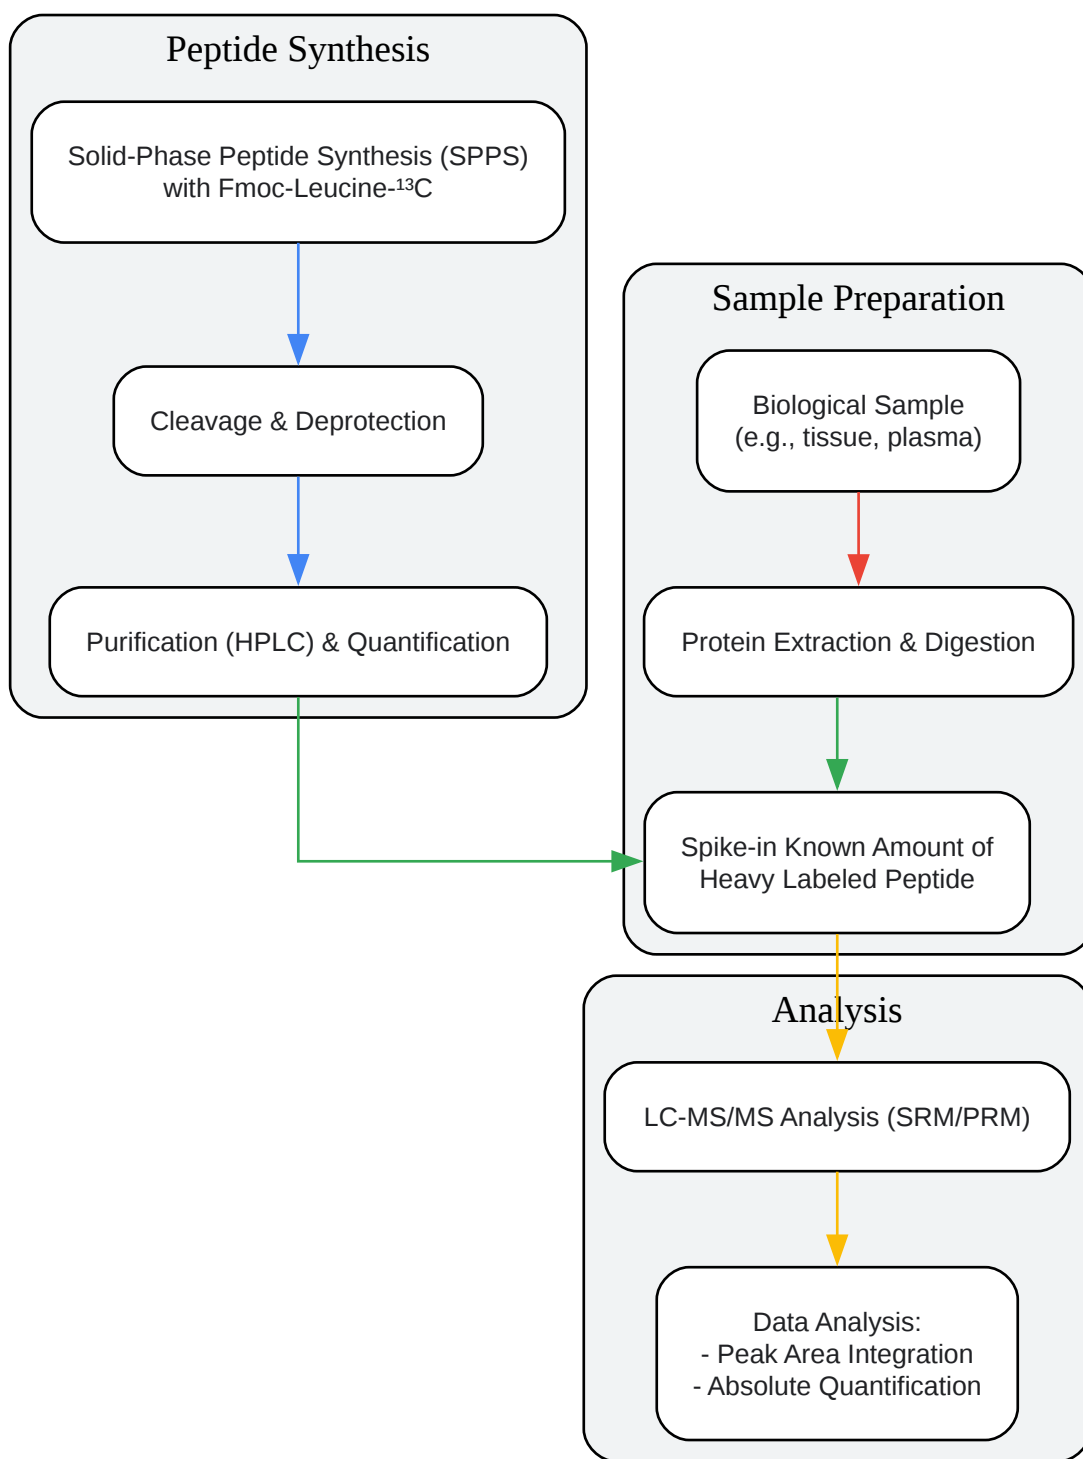 Peptide Synthesis
Solid-Phase Peptide Synthesis (SPPS)
with Fmoc-Leucine-¹³C
Cleavage & Deprotection
Purification (HPLC) & Quantification
Sample Preparation
Biological Sample
(e.g., tissue, plasma)
Protein Extraction & Digestion
Spike-in Known Amount of
Heavy Labeled Peptide
Analysis
LC-MS/MS Analysis (SRM/PRM)
Data Analysis:
- Peak Area Integration
- Absolute Quantification